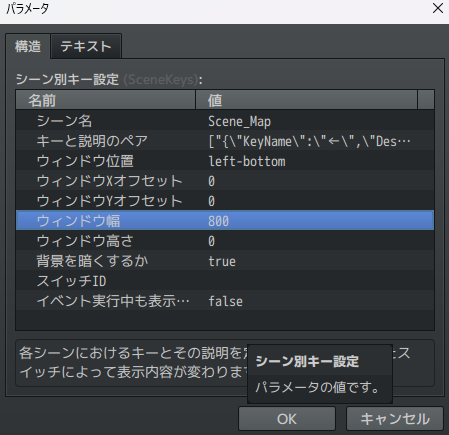 パラメータ
構造 テキスト
シーン別キー設定 (SceneKeys):
名前 値
シーン名 Scene_Map
キーと説明のペア ["{\"KeyName\":\"←\",\"Des…
ウィンドウ位置 left-bottom
ウィンドウXオフセット 0
ウィンドウYオフセット 0
ウィンドウ幅 800
ウィンドウ高さ 0
背景を暗くするか true
スイッチID
イベント実行中も表示… false
各シーンにおけるキーとその説明を定 たス
イッチによって表示内容が変わりま
シーン別キー設定
パラメータの値です。
OK キャンセル